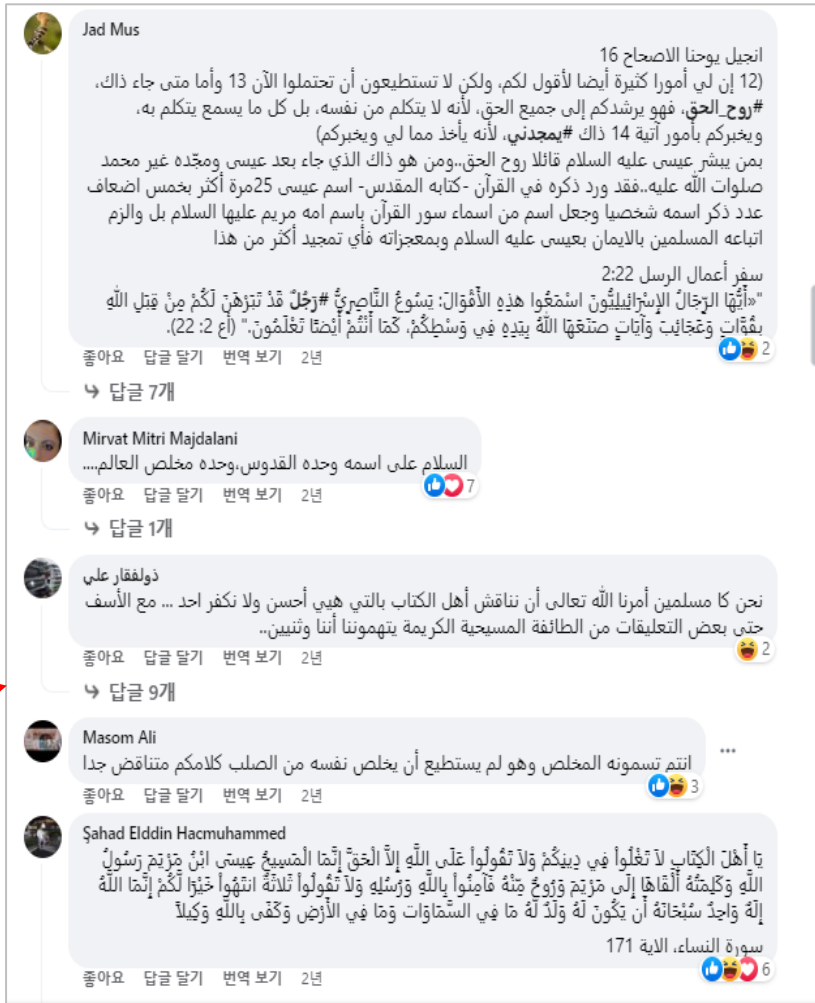 Jad Mus
انجيل يوحنا الاصحاح 16
(12 إن لي أمورا كثيرة أيضا لأقول لكم، ولكن لا تستطيعون أن تحتملوا الآن 13 وأما متى جاء ذاك،
#روح_الحق، فهو يرشدكم إلى جميع الحق، لأنه لا يتكلم من نفسه، بل كل ما يسمع يتكلم به،
ويخبركم بأمور آتية 14 ذاك #يمجدني، لأنه يأخذ مما لي ويخبركم)
بمن يبشر عيسى عليه السلام قائلا روح الحق..ومن هو ذاك الذي جاء بعد عيسى ومجّده غير محمد
صلوات الله عليه..فقد ورد ذكره في القرآن -كتابه المقدس- اسم عيسى 25مرة أكثر بخمس اضعاف
عدد ذكر اسمه شخصيا وجعل اسم من اسماء سور القرآن باسم امه مريم عليها السلام بل والزم
اتباعه المسلمين بالايمان بعيسى عليه السلام وبمعجزاته فأي تمجيد أكثر من هذا
سفر أعمال الرسل 2:22
"«أَيُّهَا الرِّجَالُ الإِسْرَائِيلِيُّونَ اسْمَعُوا هذِهِ الأَقْوَالَ: يَسُوعُ النَّاصِرِيُّ #رَجُلٌ قَدْ تَبَرْهَنَ لَكُمْ مِنْ قِبَلِ اللهِ
بِقُوَّاتٍ وَعَجَائِبَ وَآيَاتٍ صَنَعَهَا اللهُ بِيَدِهِ فِي وَسْطِكُمْ، كَمَا أَنْتُمْ أَيْضًا تَعْلَمُونَ." (أع 2: 22).
좋아요 답글 달기 번역 보기 2년 2
답글 7개
Mirvat Mitri Majdalani
السلام على اسمه وحده القدوس،وحده مخلص العالم....
좋아요 답글 달기 번역 보기 2년 7
답글 1개
ذولفقار علي
نحن كا مسلمين أمرنا الله تعالى أن نناقش أهل الكتاب بالتي هيي أحسن ولا نكفر احد ... مع الأسف
حتى بعض التعليقات من الطائفة المسيحية الكريمة يتهموننا أننا وثنيين..
좋아요 답글 달기 번역 보기 2년 2
답글 9개
Masom Ali
انتم تسمونه المخلص وهو لم يستطيع أن يخلص نفسه من الصلب كلامكم متناقض جدا
좋아요 답글 달기 번역 보기 2년 3
Şahad Elddin Hacmuhammed
يَا أَهْلَ الْكِتَابِ لاَ تَغْلُواْ فِي دِينِكُمْ وَلاَ تَقُولُواْ عَلَى اللَّهِ إِلاَّ الْحَقَّ إِنَّمَا الْمَسِيحُ عِيسَى ابْنُ مَرْيَمَ رَسُولُ
اللَّهِ وَكَلِمَتُهُ أَلْقَاهَا إِلَى مَرْيَمَ وَرُوحٌ مِّنْهُ فَآمِنُواْ بِاللَّهِ وَرُسُلِهِ وَلاَ تَقُولُواْ ثَلاثَةٌ انتَهُواْ خَيْرًا لَّكُمْ إِنَّمَا اللَّهُ
إِلَهٌ وَاحِدٌ سُبْحَانَهُ أَن يَكُونَ لَهُ وَلَدٌ لَّهُ مَا فِي السَّمَاوَات وَمَا فِي الأَرْضِ وَكَفَى بِاللَّهِ وَكِيلاً
سورة النساء، الاية 171
좋아요 답글 달기 번역 보기 2년 6